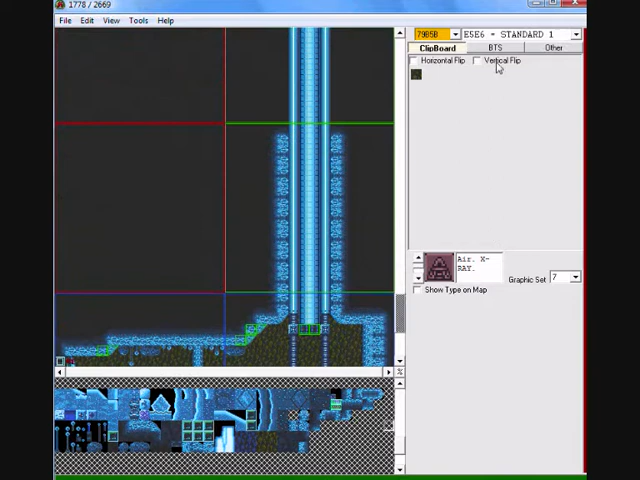 1778 / 2669
File Edit View Tools Help
79B5B E5E6 - STANDARD 1
ClipBoard BTS Other
Horizontal Flip Vertical Flip
Air. X-
RAY.
Graphic Set 7
Show Type on Map
%